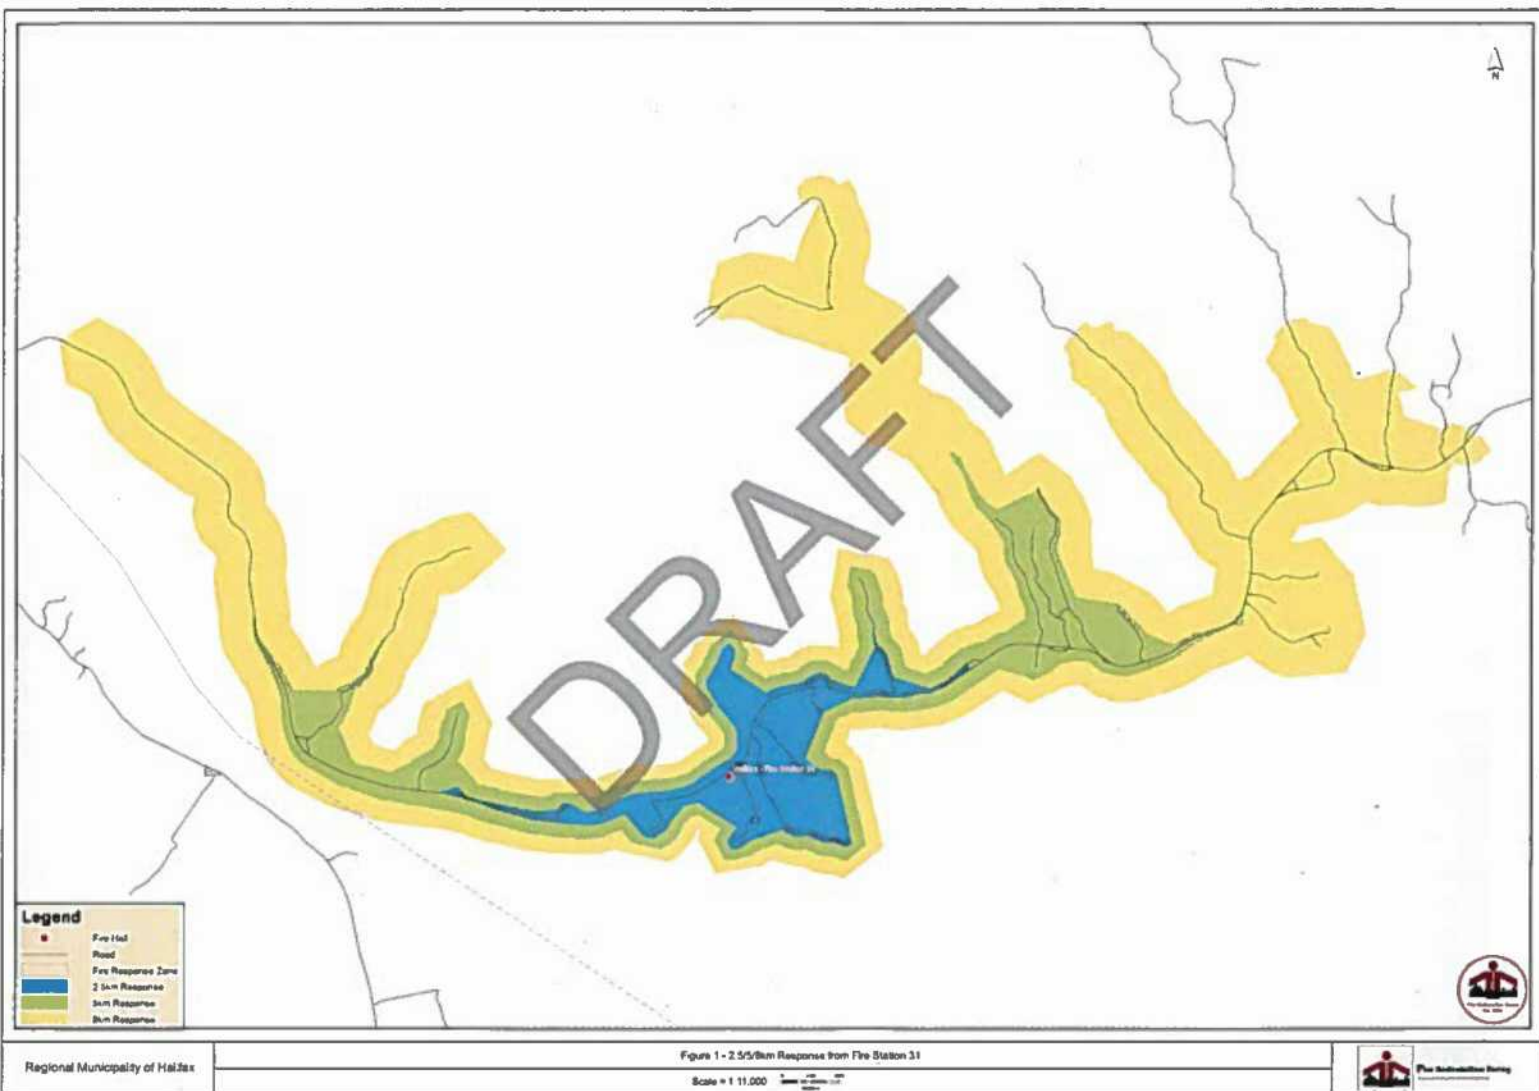 N
DRAFT
Legend
Fire Hall
Road
Fire Response Zone
2.5km Response
5km Response
8km Response
Regional Municipality of Halifax
Figure 1 - 2.5/5/8km Response from Fire Station 31
Scale = 1 11,000